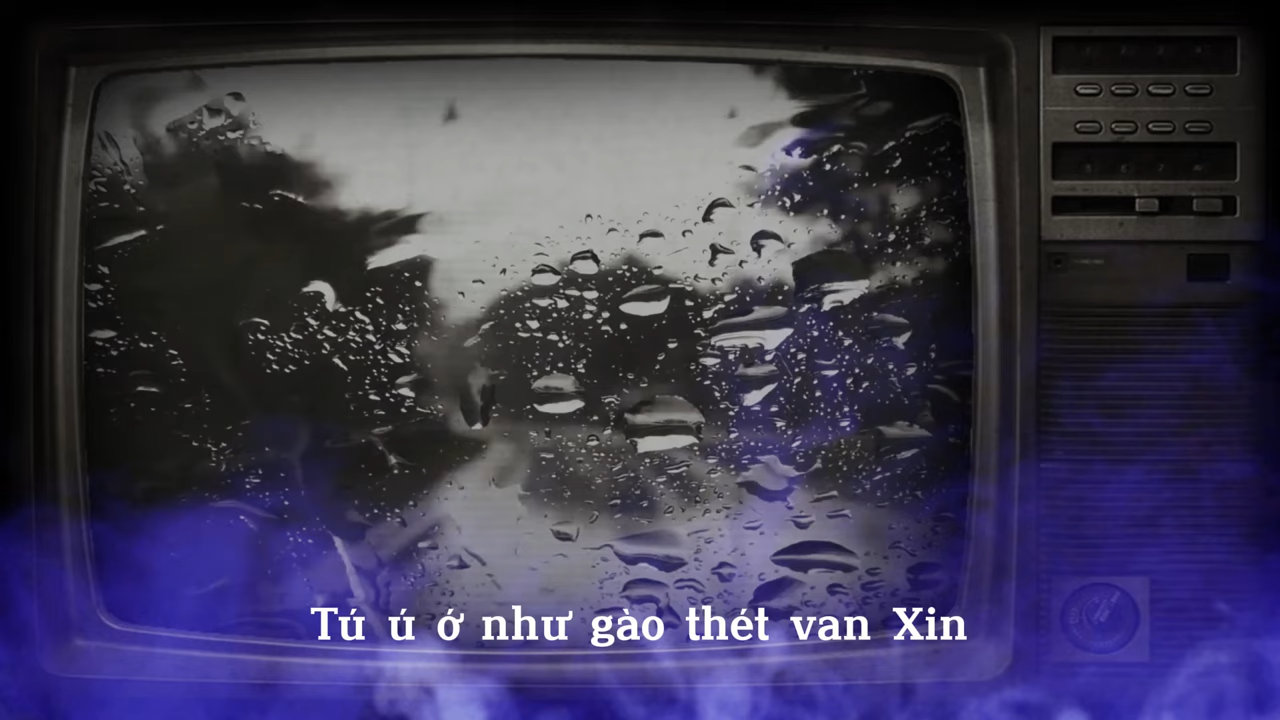 Tú ú ớ như gào thét van Xin